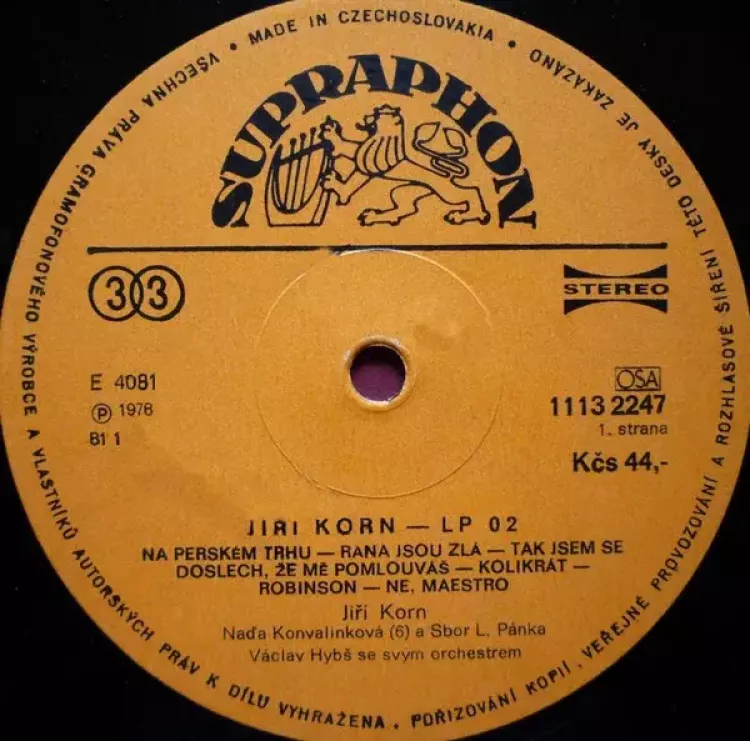 • MADE IN CZECHOSLOVAKIA •
SUPRAPHON
33
STEREO
E 4081
Ⓟ 1978
81 1
OSA
1113 2247
1. strana
Kčs 44,-
JIŘI KORN — LP 02
NA PERSKÉM TRHU — RÁNA JSOU ZLÁ — TAK JSEM SE
DOSLECH, ŽE MĚ POMLOUVÁŠ — KOLIKRÁT —
ROBINSON — NE, MAESTRO
Jiří Korn
Naďa Konvalinková (6) a Sbor L. Pánka
Václav Hybš se svým orchestrem
VŠECHNA PRÁVA GRAMOFONOVÉHO VÝROBCE A VLASTNÍKŮ AUTORSKÝCH PRÁV K DÍLU VYHRAŽENA. POŘIZOVÁNÍ KOPIÍ, VEŘEJNÉ PROVOZOVÁNÍ A ROZHLASOVÉ ŠÍŘENÍ TÉTO DESKY JE ZAKÁZÁNO